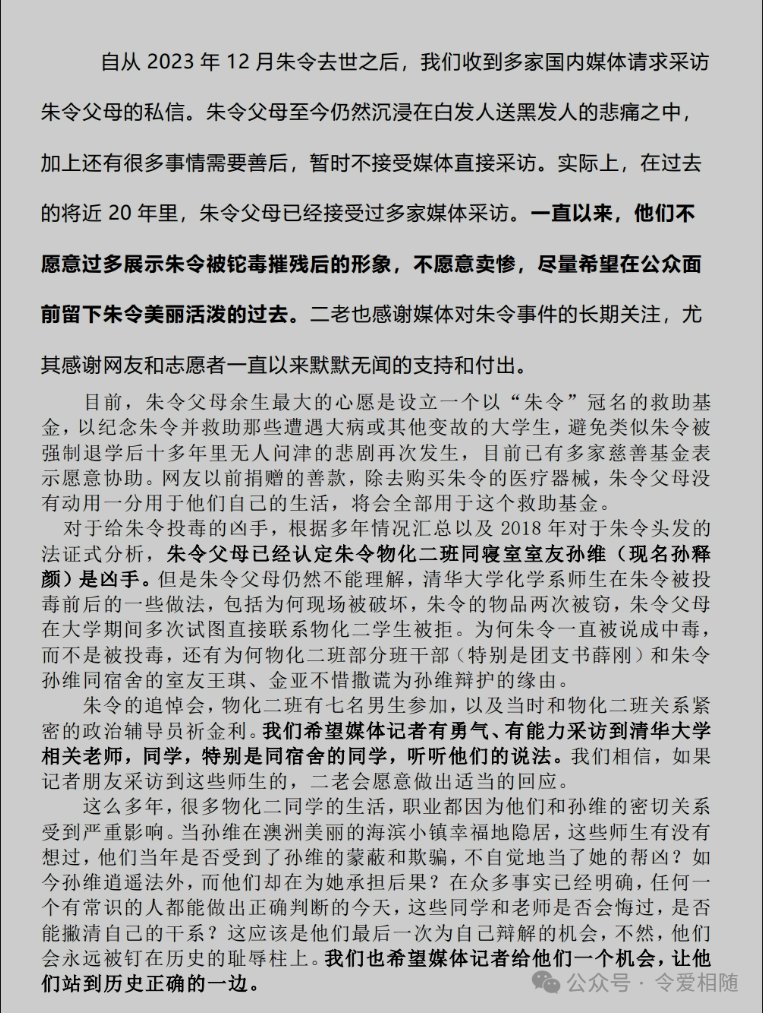 自从 2023 年 12 月朱令去世之后，我们收到多家国内媒体请求采访
朱令父母的私信。朱令父母至今仍然沉浸在白发人送黑发人的悲痛之中，
加上还有很多事情需要善后，暂时不接受媒体直接采访。实际上，在过去
的将近 20 年里，朱令父母已经接受过多家媒体采访。一直以来，他们不
愿意过多展示朱令被铊毒摧残后的形象，不愿意卖惨，尽量希望在公众面
前留下朱令美丽活泼的过去。二老也感谢媒体对朱令事件的长期关注，尤
其感谢网友和志愿者一直以来默默无闻的支持和付出。
目前，朱令父母余生最大的心愿是设立一个以“朱令”冠名的救助基
金，以纪念朱令并救助那些遭遇大病或其他变故的大学生，避免类似朱令被
强制退学后十多年里无人问津的悲剧再次发生，目前已有多家慈善基金表
示愿意协助。网友以前捐赠的善款，除去购买朱令的医疗器械，朱令父母没
有动用一分用于他们自己的生活，将会全部用于这个救助基金。
对于给朱令投毒的凶手，根据多年情况汇总以及 2018 年对于朱令头发的
法证式分析，朱令父母已经认定朱令物化二班同寝室室友孙维（现名孙释
颜）是凶手。但是朱令父母仍然不能理解，清华大学化学系师生在朱令被投
毒前后的一些做法，包括为何现场被破坏，朱令的物品两次被窃，朱令父母
在大学期间多次试图直接联系物化二学生被拒。为何朱令一直被说成中毒，
而不是被投毒，还有为何物化二班部分班干部（特别是团支书薛刚）和朱令
孙维同宿舍的室友王琪、金亚不惜撒谎为孙维辩护的缘由。
朱令的追悼会，物化二班有七名男生参加，以及当时和物化二班关系紧
密的政治辅导员祈金利。我们希望媒体记者有勇气、有能力采访到清华大学
相关老师，同学，特别是同宿舍的同学，听听他们的说法。我们相信，如果
记者朋友采访到这些师生的，二老会愿意做出适当的回应。
这么多年，很多物化二同学的生活，职业都因为他们和孙维的密切关系
受到严重影响。当孙维在澳洲美丽的海滨小镇幸福地隐居，这些师生有没有
想过，他们当年是否受到了孙维的蒙蔽和欺骗，不自觉地当了她的帮凶？如
今孙维逍遥法外，而他们却在为她承担后果？在众多事实已经明确，任何一
个有常识的人都能做出正确判断的今天，这些同学和老师是否会悔过，是否
能撇清自己的干系？这应该是他们最后一次为自己辩解的机会，不然，他们
会永远被钉在历史的耻辱柱上。我们也希望媒体记者给他们一个机会，让他
们站到历史正确的一边。
公众号 · 令爱相随